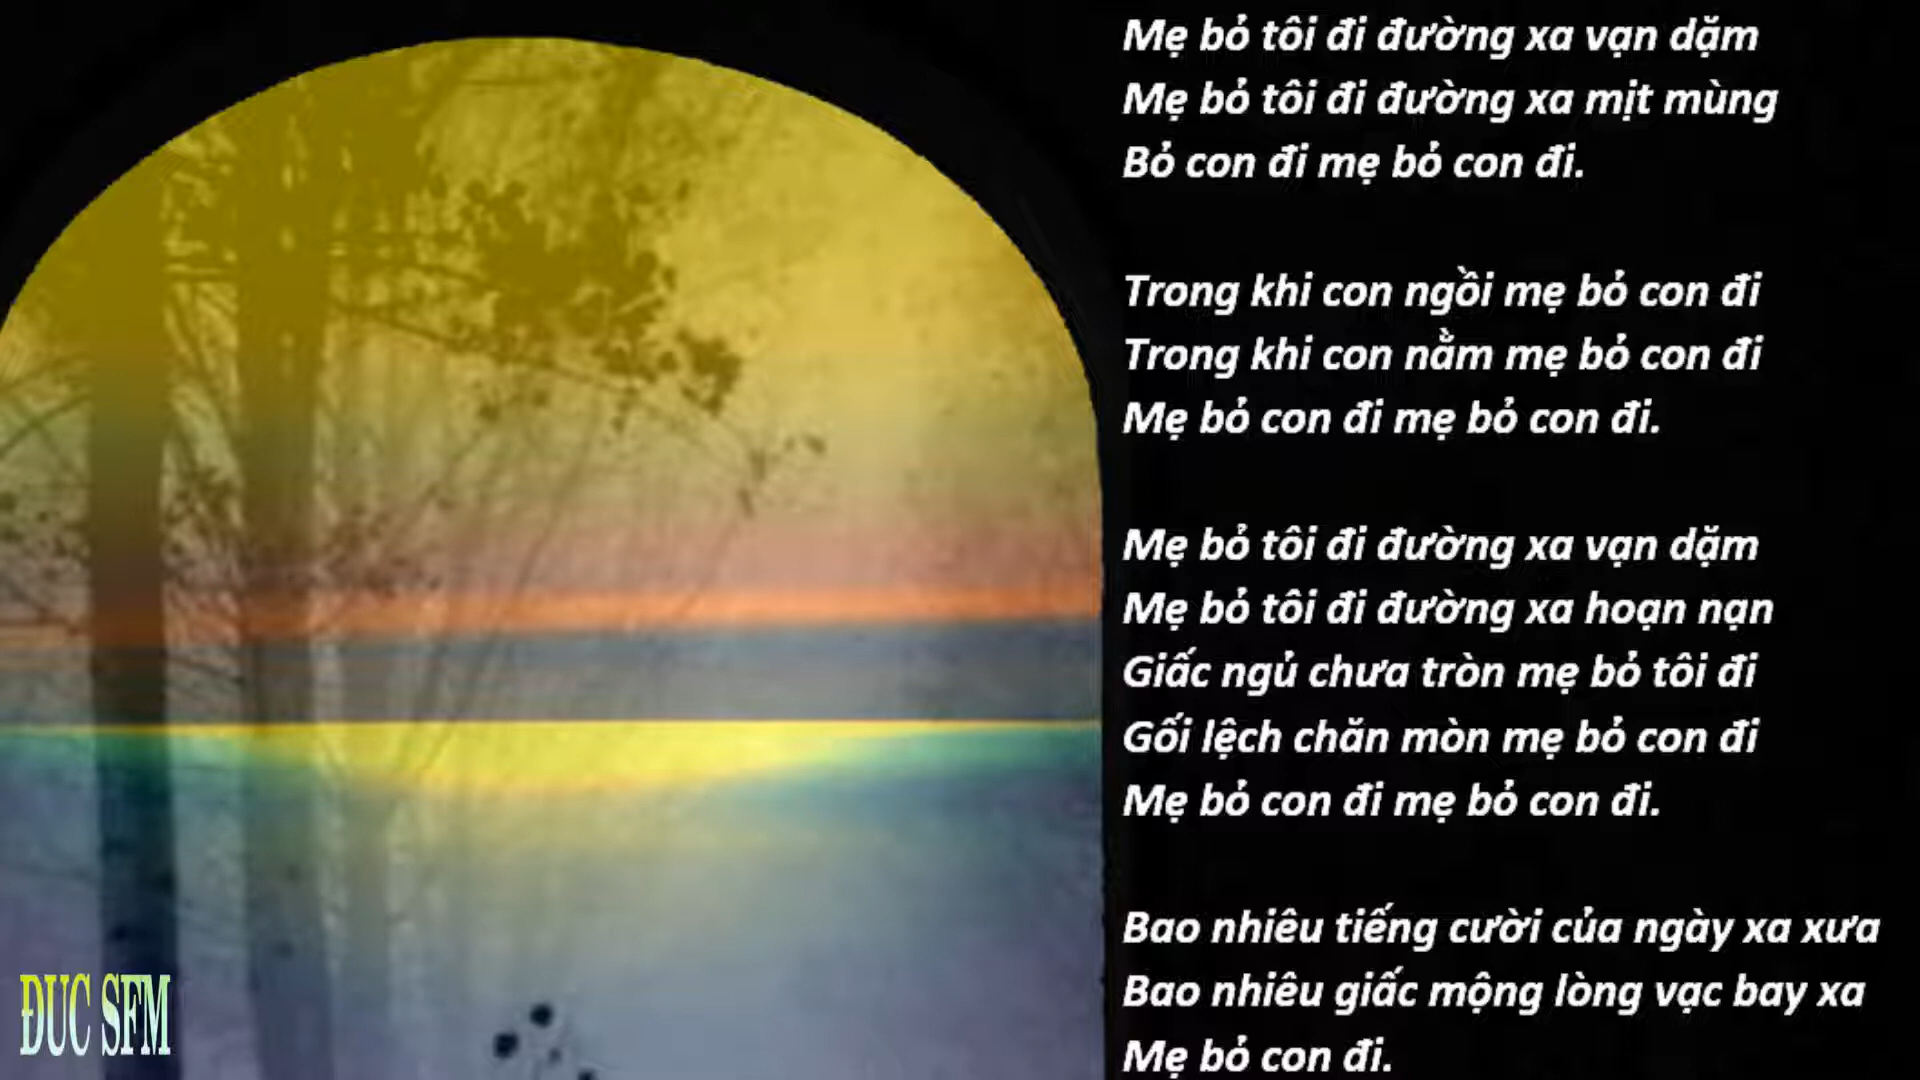 Mẹ bỏ tôi đi đường xa vạn dặm
Mẹ bỏ tôi đi đường xa mịt mùng
Bỏ con đi mẹ bỏ con đi.
Trong khi con ngồi mẹ bỏ con đi
Trong khi con nằm mẹ bỏ con đi
Mẹ bỏ con đi mẹ bỏ con đi.
Mẹ bỏ tôi đi đường xa vạn dặm
Mẹ bỏ tôi đi đường xa hoạn nạn
Giấc ngủ chưa tròn mẹ bỏ tôi đi
Gối lệch chăn mòn mẹ bỏ con đi
Mẹ bỏ con đi mẹ bỏ con đi.
Bao nhiêu tiếng cười của ngày xa xưa
Bao nhiêu giấc mộng lòng vạc bay xa
Mẹ bỏ con đi.
ĐUC SFM